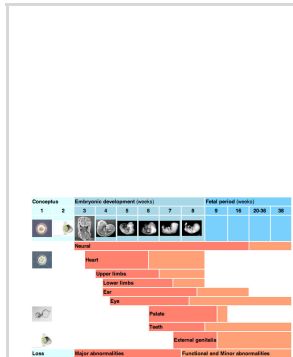 Conceptus Embryonic development (weeks) Fetal period (weeks)
1 2 3 4 5 6 7 8 9 16 20-36 38
Neural
Heart
Upper limbs
Lower limbs
Ear
Eye
Palate
Teeth
External genitalia
Loss Major abnormalities Functional and Minor abnormalities